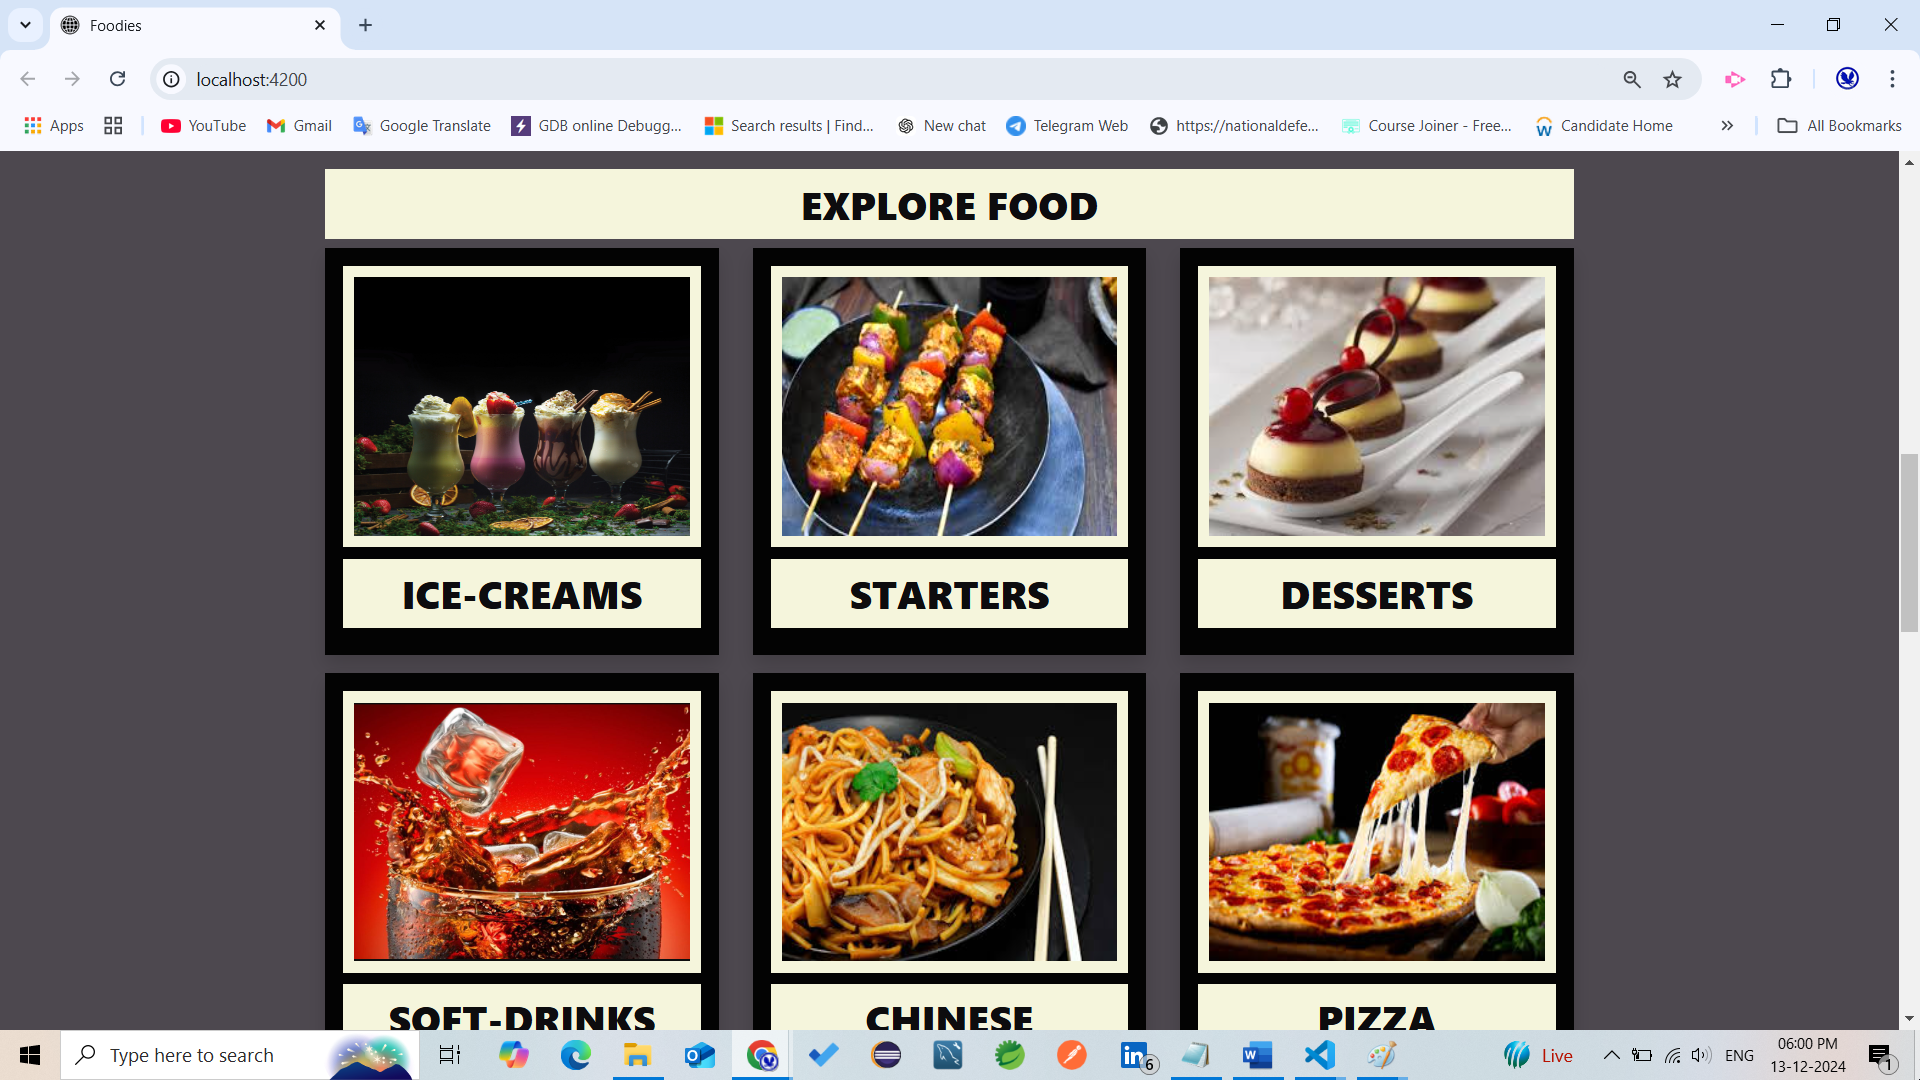 Foodies
localhost:4200
Apps
YouTube
Gmail
Google Translate
GDB online Debugg...
Search results | Find...
New chat
Telegram Web
https://nationaldefe...
Course Joiner - Free...
Candidate Home
All Bookmarks
EXPLORE FOOD
ICE-CREAMS
STARTERS
DESSERTS
SOFT-DRINKS
CHINESE
PIZZA
Type here to search
6
Live
ENG
06:00 PM
13-12-2024
1